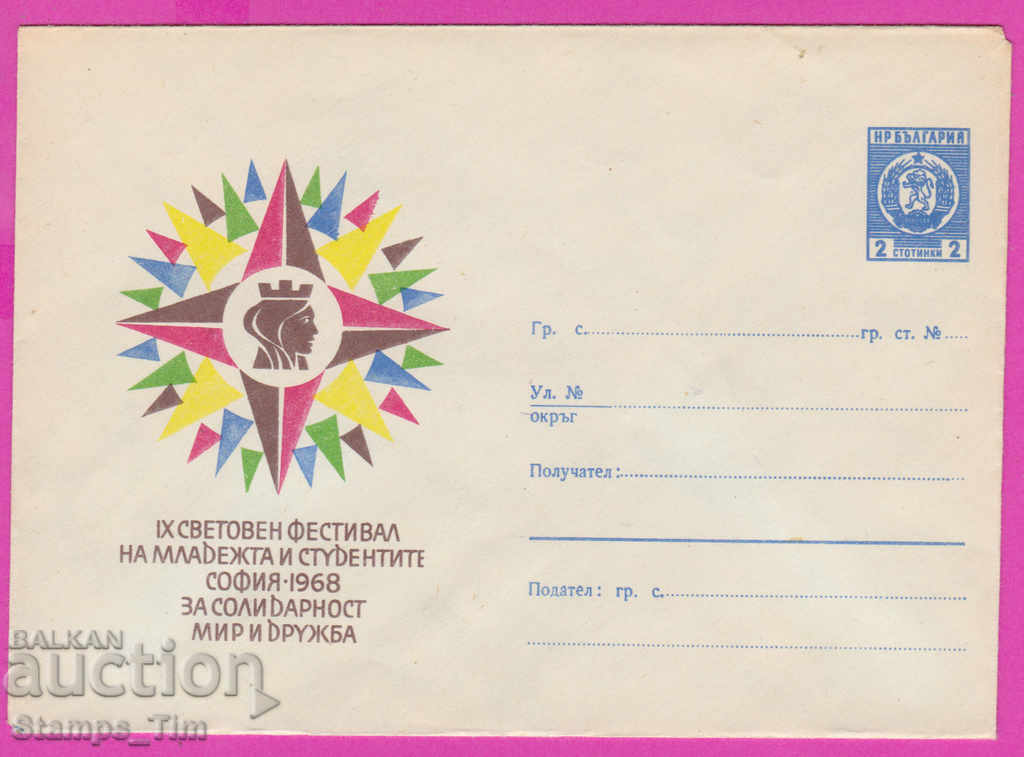 НР БЪЛГАРИЯ
2 СТОТИНКИ 2
Гр. с. гр. ст. №
Ул. №
окръг
Получател:
Подател: гр. с.
IX СВЕТОВЕН ФЕСТИВАЛ
НА МЛАДЕЖТА И СТУДЕНТИТЕ
СОФИЯ·1968
ЗА СОЛИДАРНОСТ
МИР И ДРУЖБА
BALKAN
auction
Stamps_Tim